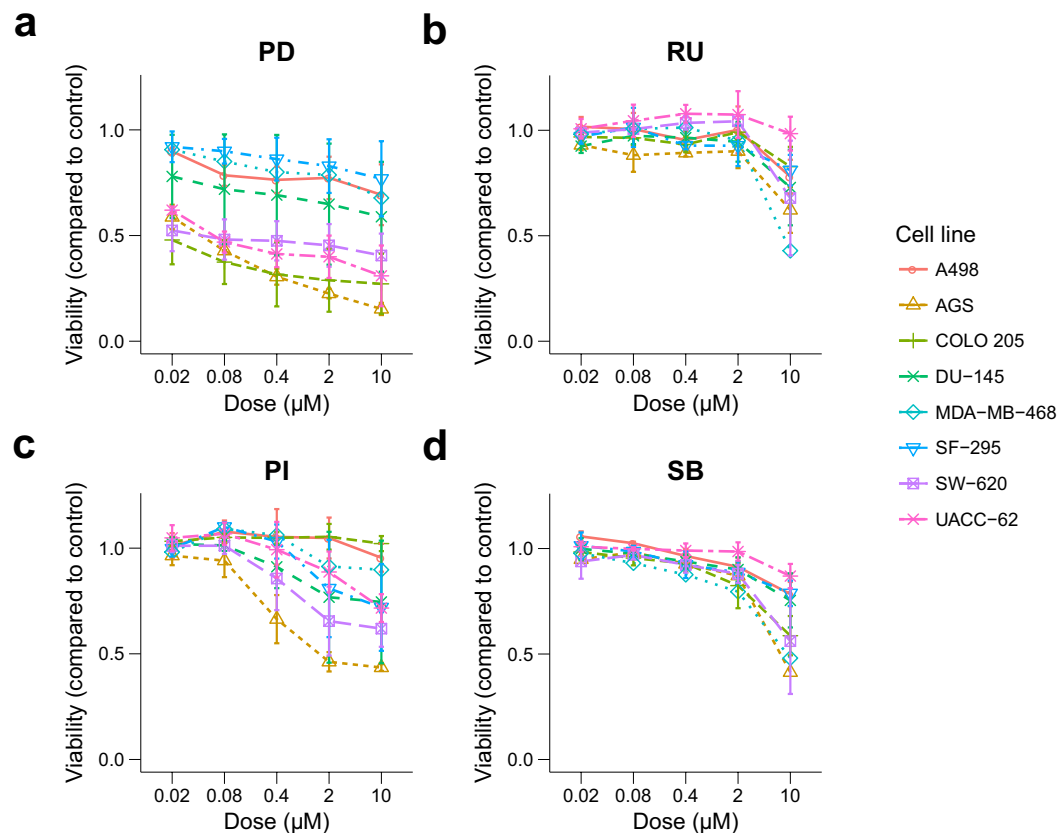 a
PD
Viability (compared to control)
1.0
0.5
0.0
0.02 0.08 0.4 2 10
Dose (µM)
b
RU
Viability (compared to control)
1.0
0.5
0.0
0.02 0.08 0.4 2 10
Dose (µM)
c
PI
Viability (compared to control)
1.0
0.5
0.0
0.02 0.08 0.4 2 10
Dose (µM)
d
SB
Viability (compared to control)
1.0
0.5
0.0
0.02 0.08 0.4 2 10
Dose (µM)
Cell line
A498
AGS
COLO 205
DU−145
MDA−MB−468
SF−295
SW−620
UACC−62